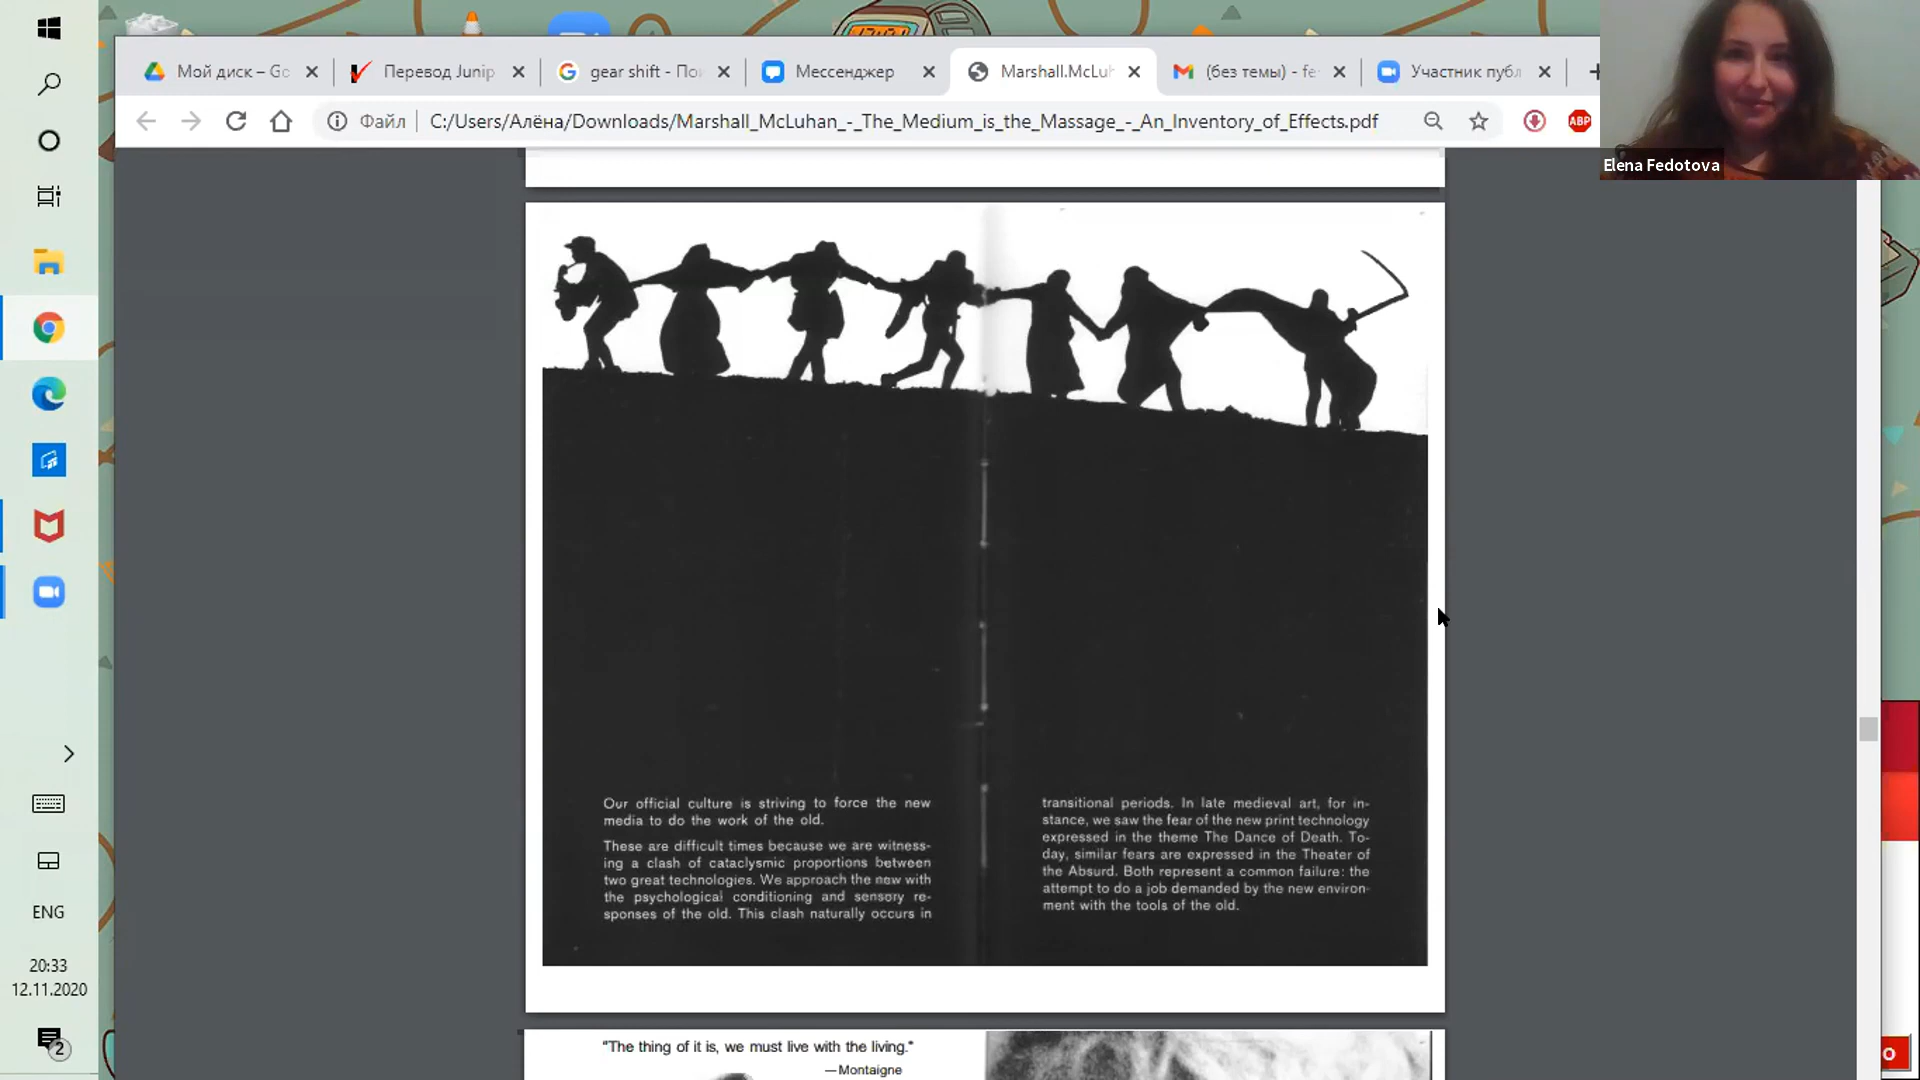 Мой диск – Go
Перевод Junip
gear shift - Пои
Мессенджер
Marshall.McLuh
(без темы) - fe
Участник публ
Файл
C:/Users/Алёна/Downloads/Marshall_McLuhan_-_The_Medium_is_the_Massage_-_An_Inventory_of_Effects.pdf
ABP
Elena Fedotova
Our official culture is striving to force the new
media to do the work of the old.
These are difficult times because we are witness-
ing a clash of cataclysmic proportions between
two great technologies. We approach the new with
the psychological conditioning and sensory re-
sponses of the old. This clash naturally occurs in
transitional periods. In late medieval art, for in-
stance, we saw the fear of the new print technology
expressed in the theme The Dance of Death. To-
day, similar fears are expressed in the Theater of
the Absurd. Both represent a common failure: the
attempt to do a job demanded by the new environ-
ment with the tools of the old.
"The thing of it is, we must live with the living."
—Montaigne
ENG
20:33
12.11.2020
2